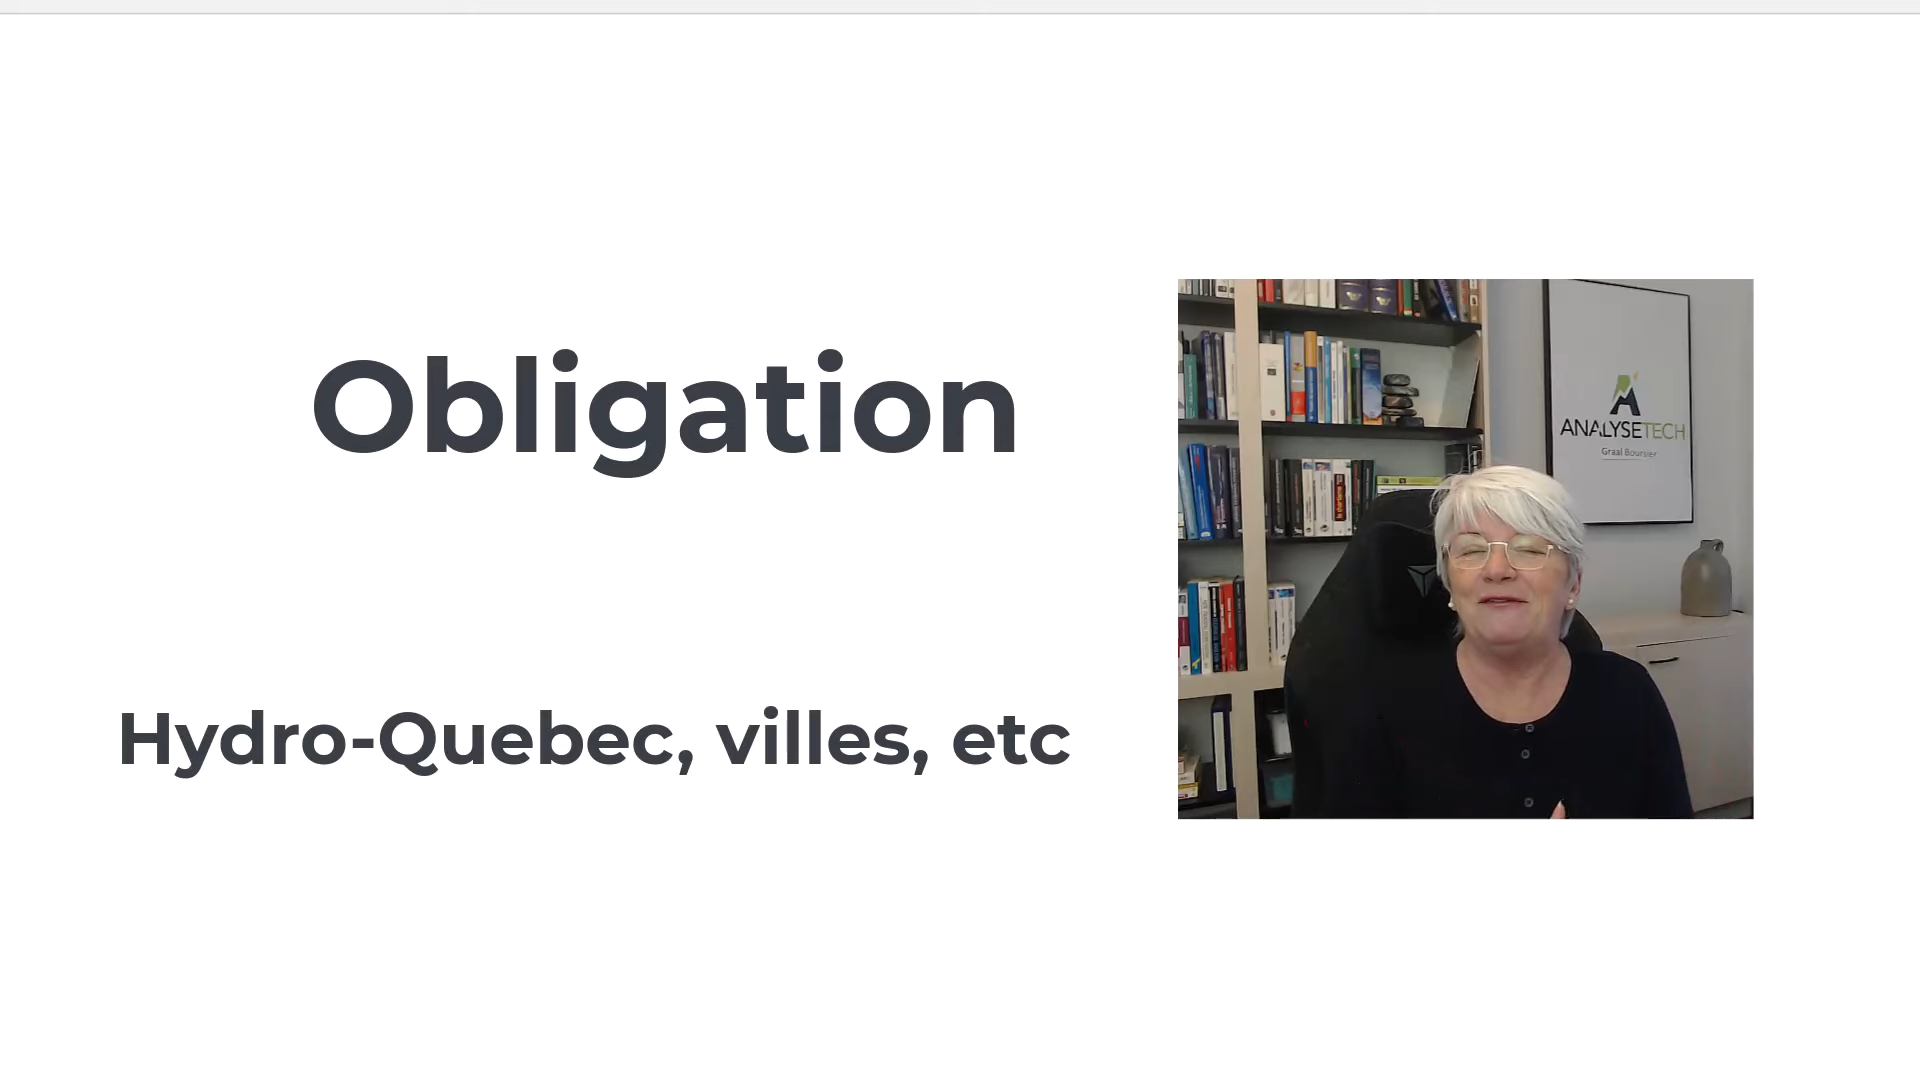 Obligation
Hydro-Quebec, villes, etc
ANALYSETECH
Graal Boursier